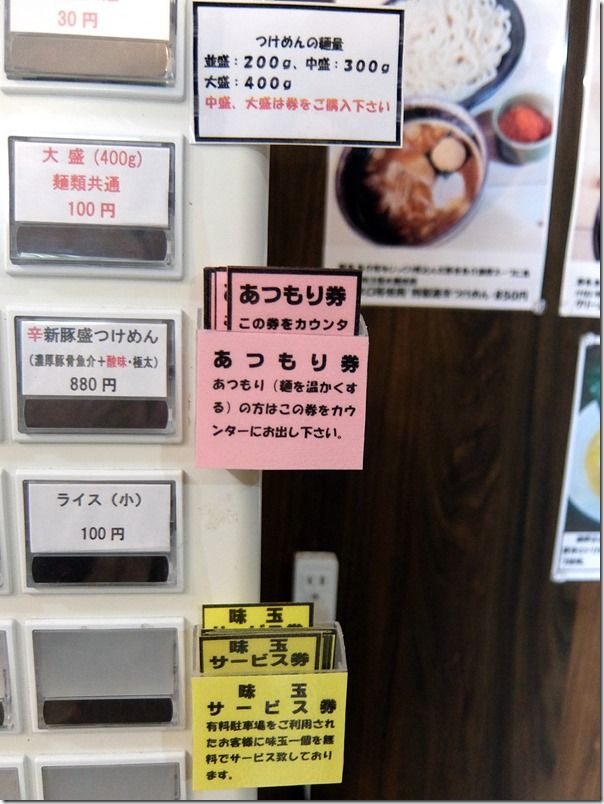 30円
大盛(400g)
麺類共通
100円
辛新豚盛つけめん
(濃厚豚骨魚介+酸味・極太)
880円
ライス(小)
100円
つけめんの麺量
並盛:200g、中盛:300g
大盛:400g
中盛、大盛は券をご購入下さい
あつもり券
この券をカウンタ
あつもり券
あつもり(麺を温かくす
る)の方はこの券をカウ
ンターにお出し下さい。
味玉
味玉
サービス券
味玉
サービス券
有料駐車場をご利用され
たお客様に味玉一個を無
料でサービス致しており
ます。